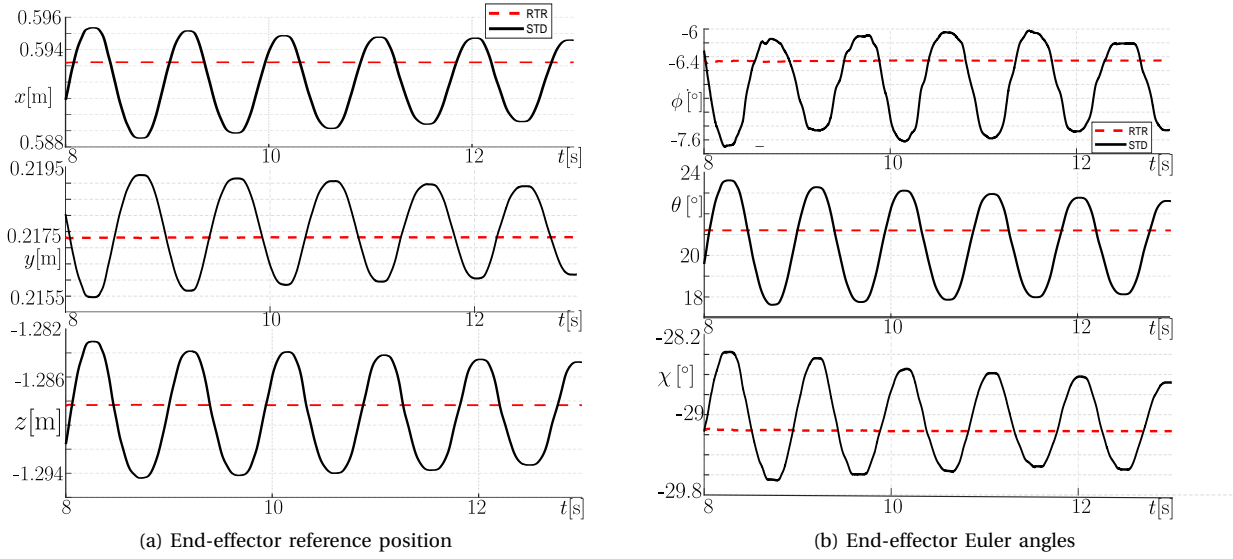 0.596
0.594
x[m]
0.588
RTR
STD
8
10
12
t[s]
0.2195
0.2175
y[m]
0.2155
8
10
12
t[s]
-1.282
-1.286
z[m]
-1.294
8
10
12
t[s]
(a) End-effector reference position
-6
-6.4
ϕ[°]
-7.6
RTR
STD
8
10
12
t[s]
24
θ[°]
20
18
8
10
12
t[s]
-28.2
χ[°]
-29
-29.8
8
10
12
t[s]
(b) End-effector Euler angles